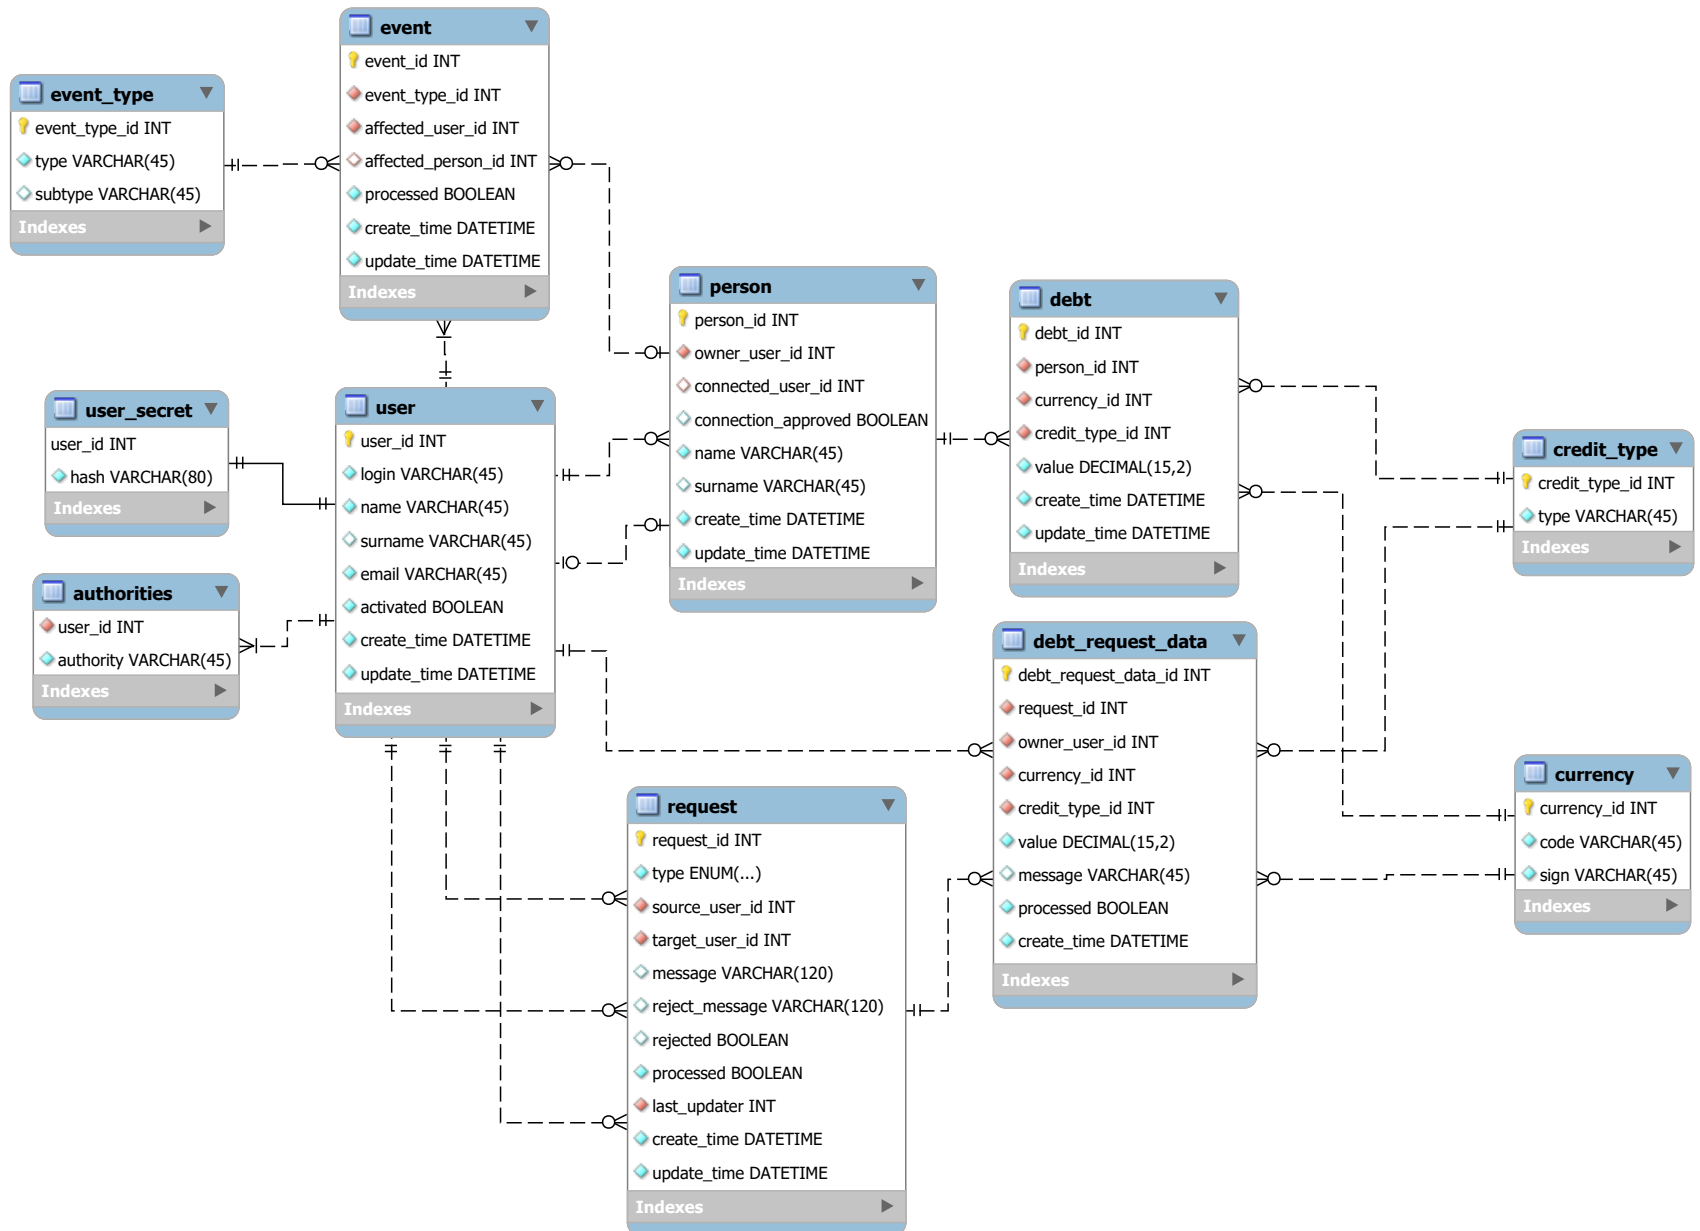 event
event_id INT
event_type_id INT
affected_user_id INT
affected_person_id INT
processed BOOLEAN
create_time DATETIME
update_time DATETIME
Indexes
event_type
event_type_id INT
type VARCHAR(45)
subtype VARCHAR(45)
Indexes
person
person_id INT
owner_user_id INT
connected_user_id INT
connection_approved BOOLEAN
name VARCHAR(45)
surname VARCHAR(45)
create_time DATETIME
update_time DATETIME
Indexes
debt
debt_id INT
person_id INT
currency_id INT
credit_type_id INT
value DECIMAL(15,2)
create_time DATETIME
update_time DATETIME
Indexes
user_secret
user_id INT
hash VARCHAR(80)
Indexes
user
user_id INT
login VARCHAR(45)
name VARCHAR(45)
surname VARCHAR(45)
email VARCHAR(45)
activated BOOLEAN
create_time DATETIME
update_time DATETIME
Indexes
credit_type
credit_type_id INT
type VARCHAR(45)
Indexes
authorities
user_id INT
authority VARCHAR(45)
Indexes
debt_request_data
debt_request_data_id INT
request_id INT
owner_user_id INT
currency_id INT
credit_type_id INT
value DECIMAL(15,2)
message VARCHAR(45)
processed BOOLEAN
create_time DATETIME
Indexes
currency
currency_id INT
code VARCHAR(45)
sign VARCHAR(45)
Indexes
request
request_id INT
type ENUM(...)
source_user_id INT
target_user_id INT
message VARCHAR(120)
reject_message VARCHAR(120)
rejected BOOLEAN
processed BOOLEAN
last_updater INT
create_time DATETIME
update_time DATETIME
Indexes